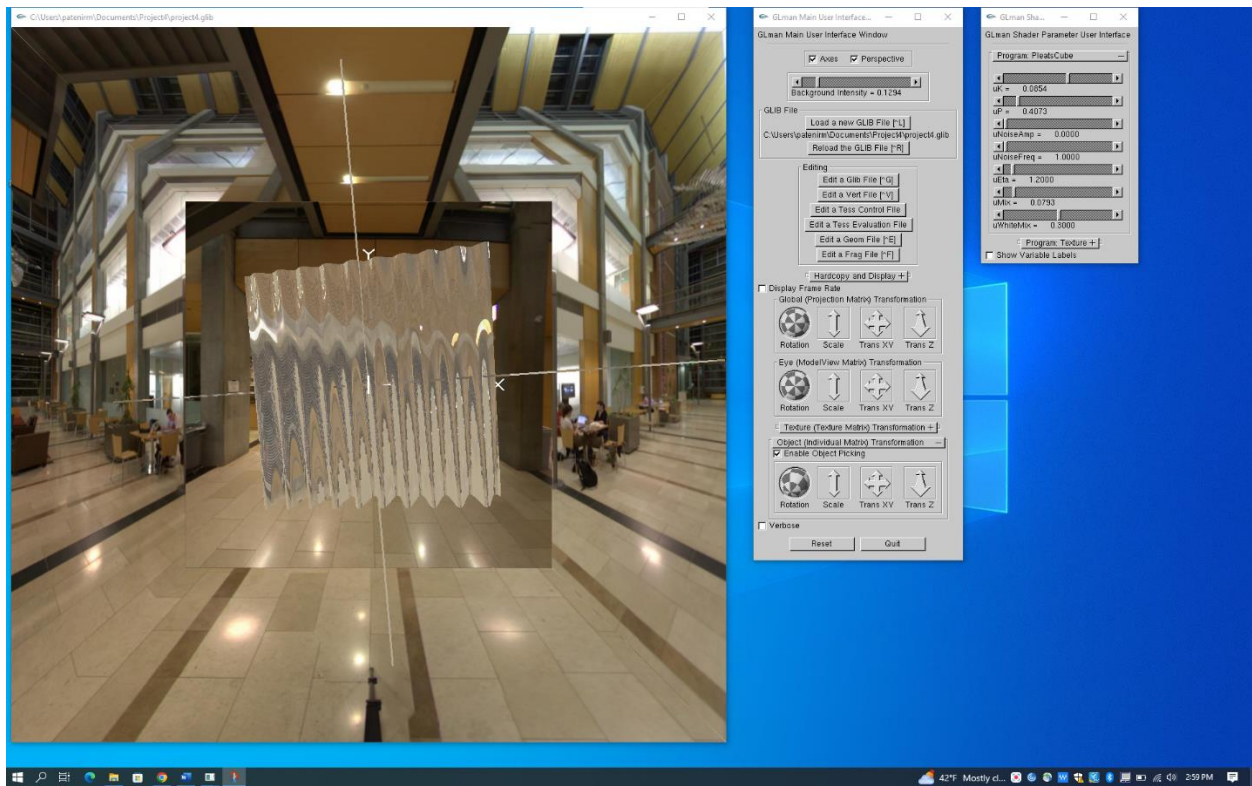 C:\Users\patenirm\Documents\Project4\project4.glib
Y
X
GLman Main User Interface...
GLman Main User Interface Window
Axes Perspective
Background Intensity = 0.1294
GLIB File
Load a new GLIB File [^L]
C:\Users\patenirm\Documents\Project4\project4.glib
Reload the GLIB File [^R]
Editing
Edit a Glib File [^G]
Edit a Vert File [^V]
Edit a Tess Control File
Edit a Tess Evaluation File
Edit a Geom File [^E]
Edit a Frag File [^F]
Hardcopy and Display +
Display Frame Rate
Global (Projection Matrix) Transformation
Rotation Scale Trans XY Trans Z
Eye (ModelView Matrix) Transformation
Rotation Scale Trans XY Trans Z
Texture (Texture Matrix) Transformation +
Object (Individual Matrix) Transformation −
Enable Object Picking
Rotation Scale Trans XY Trans Z
Verbose
Reset Quit
GLman Sha...
GLman Shader Parameter User Interface
Program: PleatsCube −
uK = 0.0854
uP = 0.4073
uNoiseAmp = 0.0000
uNoiseFreq = 1.0000
uEta = 1.2000
uMix = 0.0793
uWhiteMix = 0.3000
Program: Texture +
Show Variable Labels
42°F Mostly cl... 2:59 PM